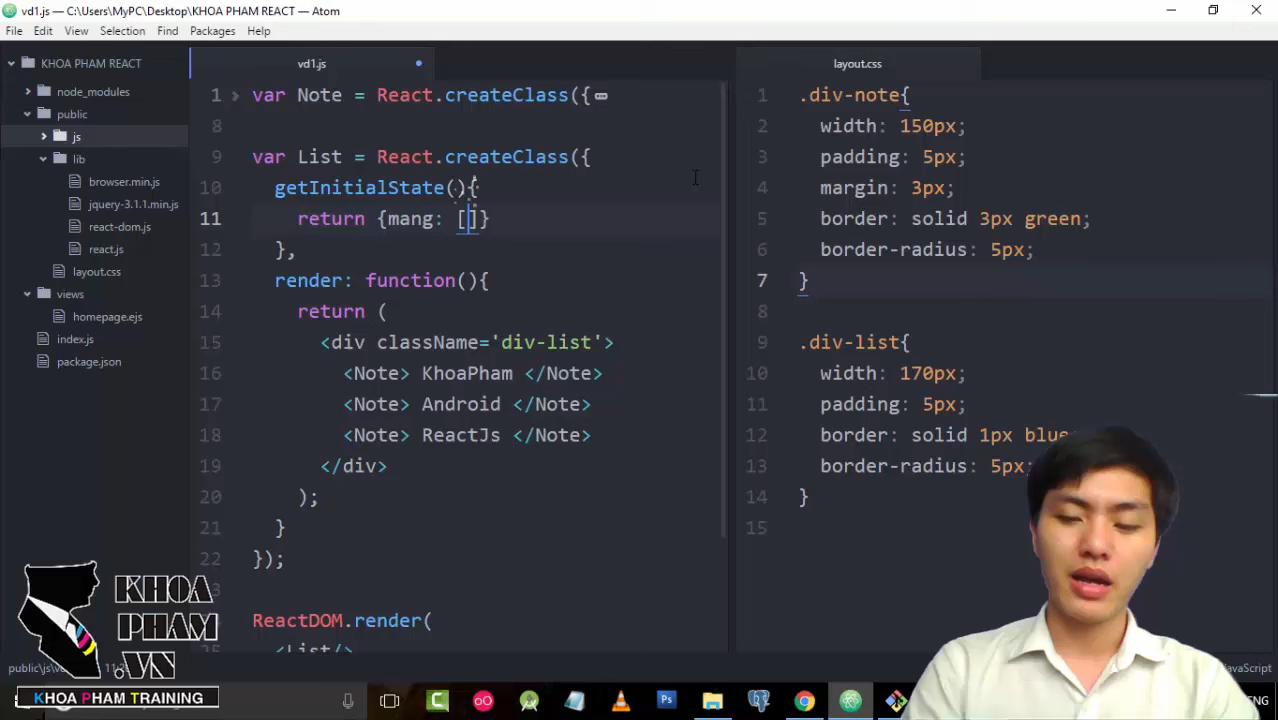 vd1.js — C:\Users\MyPC\Desktop\KHOA PHAM REACT — Atom
File Edit View Selection Find Packages Help
KHOA PHAM REACT
node_modules
public
js
lib
browser.min.js
jquery-3.1.1.min.js
react-dom.js
react.js
layout.css
views
homepage.ejs
index.js
package.json
vd1.js
1 var Note = React.createClass({
8
9 var List = React.createClass({
10 getInitialState(){
11 return {mang: []}
12 },
13 render: function(){
14 return (
15 <div className='div-list'>
16 <Note> KhoaPham </Note>
17 <Note> Android </Note>
18 <Note> ReactJs </Note>
19 </div>
20 );
21 }
22 });
ReactDOM.render(
<List/>
layout.css
1 .div-note{
2 width: 150px;
3 padding: 5px;
4 margin: 3px;
5 border: solid 3px green;
6 border-radius: 5px;
7 }
8
9 .div-list{
10 width: 170px;
11 padding: 5px;
12 border: solid 1px blue;
13 border-radius: 5px;
14 }
15
KHOA
PHAM
.VN
KHOA PHAM TRAINING
JavaScript
ENG